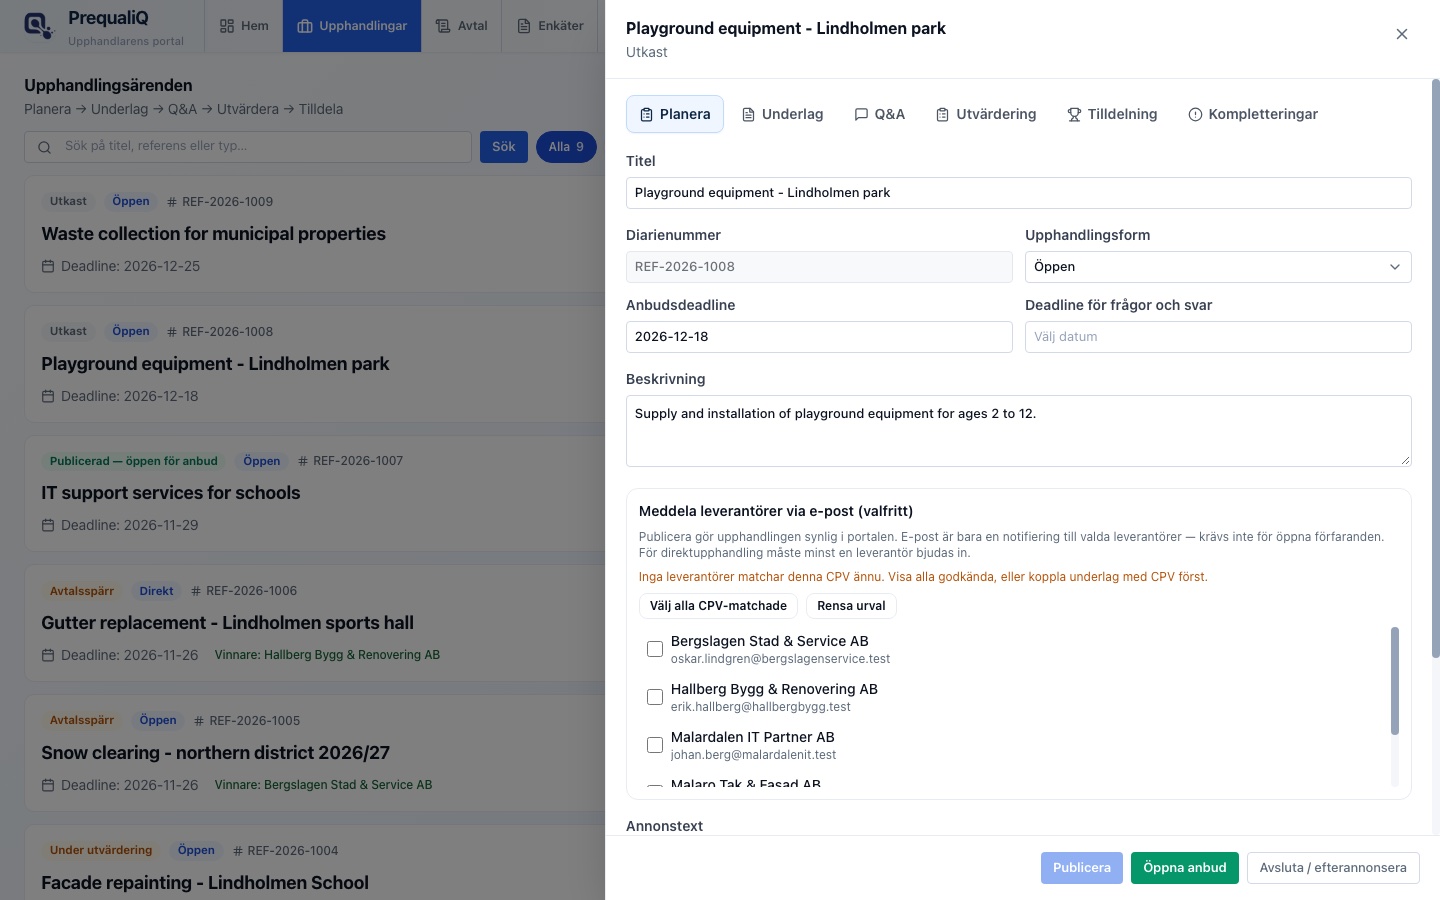 PrequaliQ
Upphandlarens portal
Hem
Upphandlingar
Avtal
Enkäter
Upphandlingsärenden
Planera → Underlag → Q&A → Utvärdera → Tilldela
Sök på titel, referens eller typ...
Sök
Alla 9
Utkast Öppen # REF-2026-1009
Waste collection for municipal properties
Deadline: 2026-12-25
Utkast Öppen # REF-2026-1008
Playground equipment - Lindholmen park
Deadline: 2026-12-18
Publicerad — öppen för anbud Öppen # REF-2026-1007
IT support services for schools
Deadline: 2026-11-29
Avtalsspärr Direkt # REF-2026-1006
Gutter replacement - Lindholmen sports hall
Deadline: 2026-11-26 Vinnare: Hallberg Bygg & Renovering AB
Avtalsspärr Öppen # REF-2026-1005
Snow clearing - northern district 2026/27
Deadline: 2026-11-26 Vinnare: Bergslagen Stad & Service AB
Under utvärdering Öppen # REF-2026-1004
Facade repainting - Lindholmen School
Playground equipment - Lindholmen park
Utkast
Planera
Underlag
Q&A
Utvärdering
Tilldelning
Kompletteringar
Titel
Playground equipment - Lindholmen park
Diarienummer
REF-2026-1008
Upphandlingsform
Öppen
Anbudsdeadline
2026-12-18
Deadline för frågor och svar
Välj datum
Beskrivning
Supply and installation of playground equipment for ages 2 to 12.
Meddela leverantörer via e-post (valfritt)
Publicera gör upphandlingen synlig i portalen. E-post är bara en notifiering till valda leverantörer — krävs inte för öppna förfaranden.
För direktupphandling måste minst en leverantör bjudas in.
Inga leverantörer matchar denna CPV ännu. Visa alla godkända, eller koppla underlag med CPV först.
Välj alla CPV-matchade
Rensa urval
Bergslagen Stad & Service AB
oskar.lindgren@bergslagenservice.test
Hallberg Bygg & Renovering AB
erik.hallberg@hallbergbygg.test
Malardalen IT Partner AB
johan.berg@malardalenit.test
Malaro Tak & Fasad AB
Annonstext
Publicera
Öppna anbud
Avsluta / efterannonsera